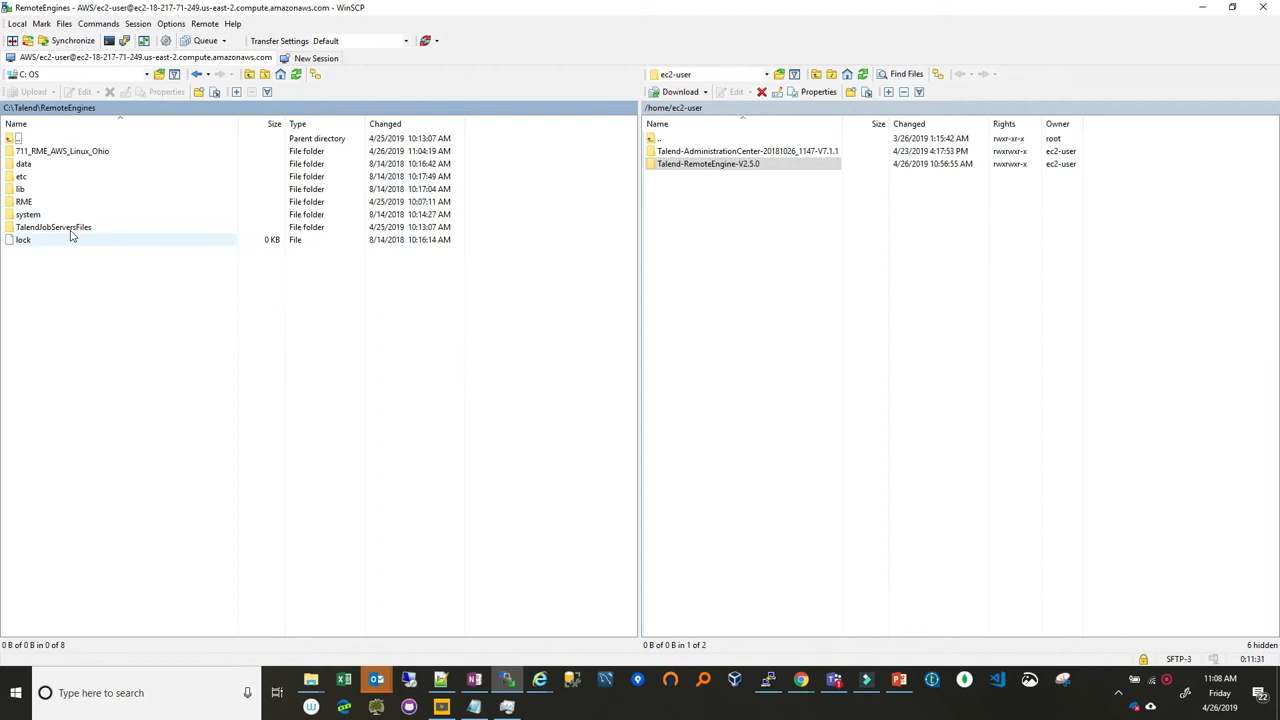 RemoteEngines - AWS/ec2-user@ec2-18-217-71-249.us-east-2.compute.amazonaws.com - WinSCP
Local Mark Files Commands Session Options Remote Help
Synchronize Queue Transfer Settings Default
AWS/ec2-user@ec2-18-217-71-249.us-east-2.compute.amazonaws.com New Session
C: OS
Upload Edit Properties
C:\Talend\RemoteEngines
Name Size Type Changed
.. Parent directory 4/25/2019 10:13:07 AM
711_RME_AWS_Linux_Ohio File folder 4/26/2019 11:04:19 AM
data File folder 8/14/2018 10:16:42 AM
etc File folder 8/14/2018 10:17:49 AM
lib File folder 8/14/2018 10:17:04 AM
RME File folder 4/25/2019 10:07:11 AM
system File folder 8/14/2018 10:14:27 AM
TalendJobServersFiles File folder 4/25/2019 10:13:07 AM
lock 0 KB File 8/14/2018 10:16:14 AM
0 B of 0 B in 0 of 8
ec2-user Find Files
Download Edit Properties
/home/ec2-user
Name Size Changed Rights Owner
.. 3/26/2019 1:15:42 AM rwxr-xr-x root
Talend-AdministrationCenter-20181026_1147-V7.1.1 4/23/2019 4:17:53 PM rwxrwxr-x ec2-user
Talend-RemoteEngine-V2.5.0 4/26/2019 10:56:55 AM rwxrwxr-x ec2-user
0 B of 0 B in 1 of 2 6 hidden
SFTP-3 0:11:31
Type here to search
11:08 AM
Friday
4/26/2019